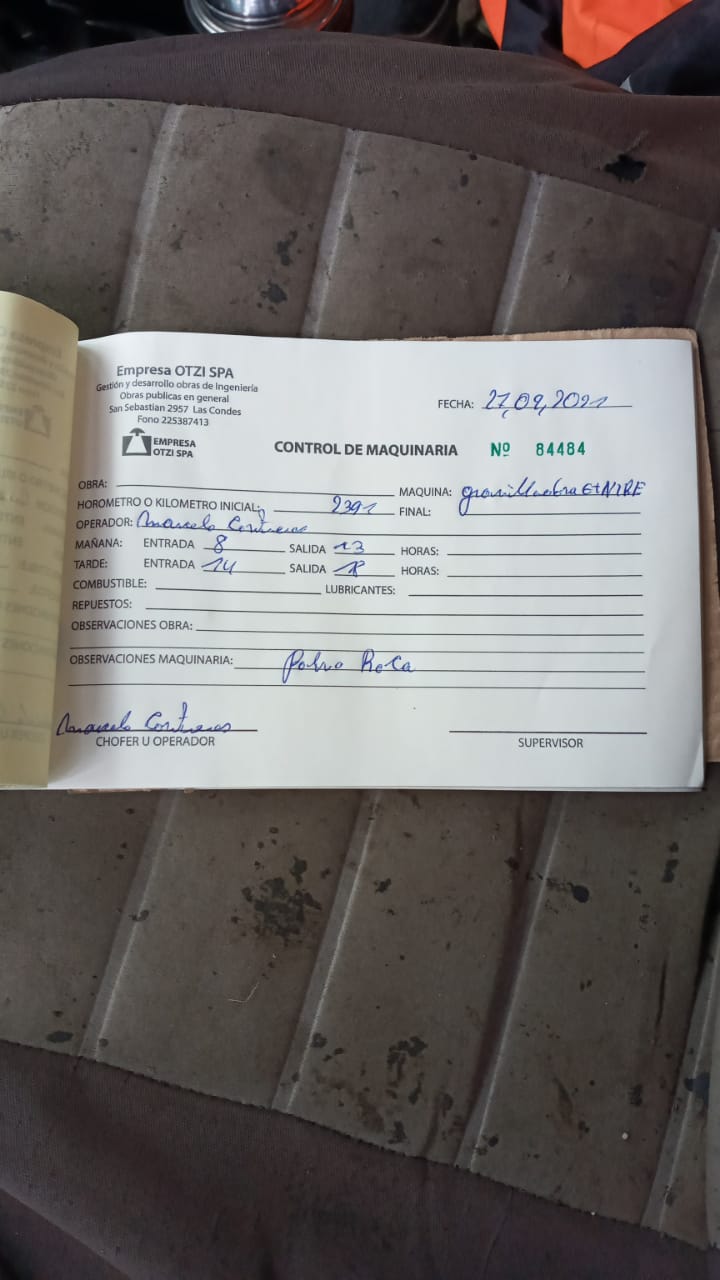 Empresa OTZI SPA
Gestión y desarrollo obras de Ingeniería
Obras publicas en general
San Sebastian 2957 Las Condes
Fono 225387413
EMPRESA
OTZI SPA
FECHA: 27,09,2021
CONTROL DE MAQUINARIA Nº 84484
OBRA: MAQUINA: gravilladora EtNIRE
HOROMETRO O KILOMETRO INICIAL: 2391 FINAL:
OPERADOR: Marcelo Contreras
MAÑANA: ENTRADA 8 SALIDA 13 HORAS:
TARDE: ENTRADA 14 SALIDA 18 HORAS:
COMBUSTIBLE: LUBRICANTES:
REPUESTOS:
OBSERVACIONES OBRA:
OBSERVACIONES MAQUINARIA: Polvo Roca
Marcelo Contreras
CHOFER U OPERADOR SUPERVISOR